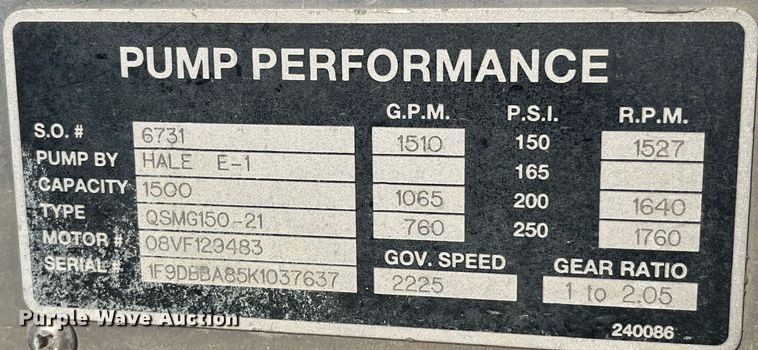 PUMP PERFORMANCE
G.P.M. P.S.I. R.P.M.
S.O. # 6731 1510 150 1527
PUMP BY HALE E-1 165
CAPACITY 1500 1065 200 1640
TYPE QSMG150-21 760 250 1760
MOTOR # 08VF129483 GOV. SPEED GEAR RATIO
SERIAL # 1F9DBBA85K1037637 2225 1 to 2.05
Purple Wave Auction
240086